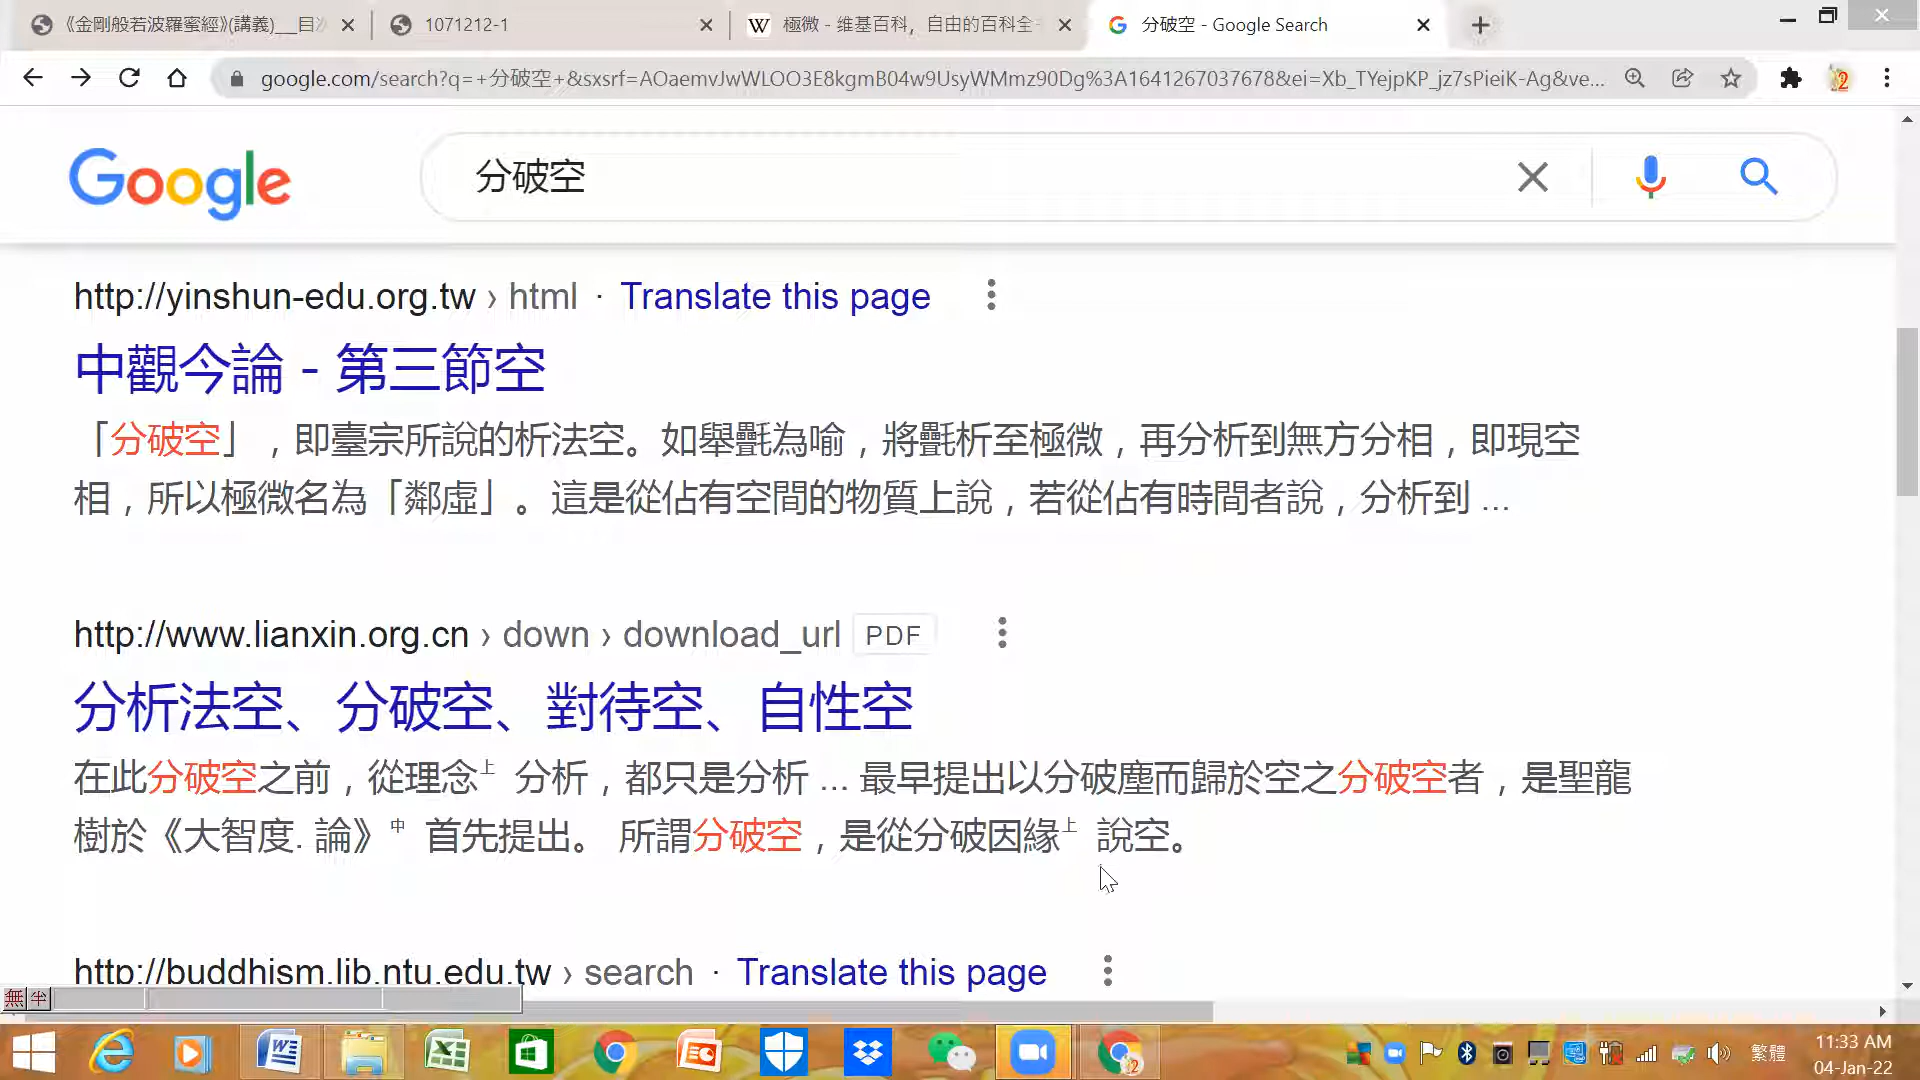 《金剛般若波羅蜜經》(講義)__目次
1071212-1
極微 - 維基百科，自由的百科全
分破空 - Google Search
google.com/search?q=+分破空+&sxsrf=AOaemvJwWLOO3E8kgmB04w9UsyWMmz90Dg%3A1641267037678&ei=Xb_TYejpKP_jz7sPieiK-Ag&ve...
Google
分破空
http://yinshun-edu.org.tw › html · Translate this page
中觀今論 - 第三節空
「分破空」，即臺宗所說的析法空。如舉氎為喻，將氎析至極微，再分析到無方分相，即現空
相，所以極微名為「鄰虛」。這是從佔有空間的物質上說，若從佔有時間者說，分析到 ...
http://www.lianxin.org.cn › down › download_url PDF
分析法空、分破空、對待空、自性空
在此分破空之前，從理念上 分析，都只是分析 ... 最早提出以分破塵而歸於空之分破空者，是聖龍
樹於《大智度. 論》中 首先提出。 所謂分破空，是從分破因緣上 說空。
http://buddhism.lib.ntu.edu.tw › search · Translate this page
無 半
繁體
11:33 AM
04-Jan-22